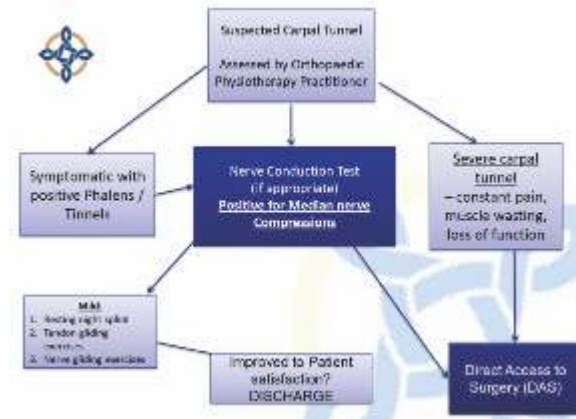 Suspected Carpal Tunnel
Assessed by Orthopaedic
Physiotherapy Practitioner
Symptomatic with
positive Phalens /
Tinnels
Nerve Conduction Test
(if appropriate)
Positive for Median nerve
Compressions
Severe carpal
tunnel
– constant pain,
muscle wasting,
loss of function
Mild
1. Resting night splint
2. Tendon gliding
exercises
3. Nerve gliding exercises
Improved to Patient
satisfaction?
DISCHARGE
Direct Access to
Surgery (DAS)